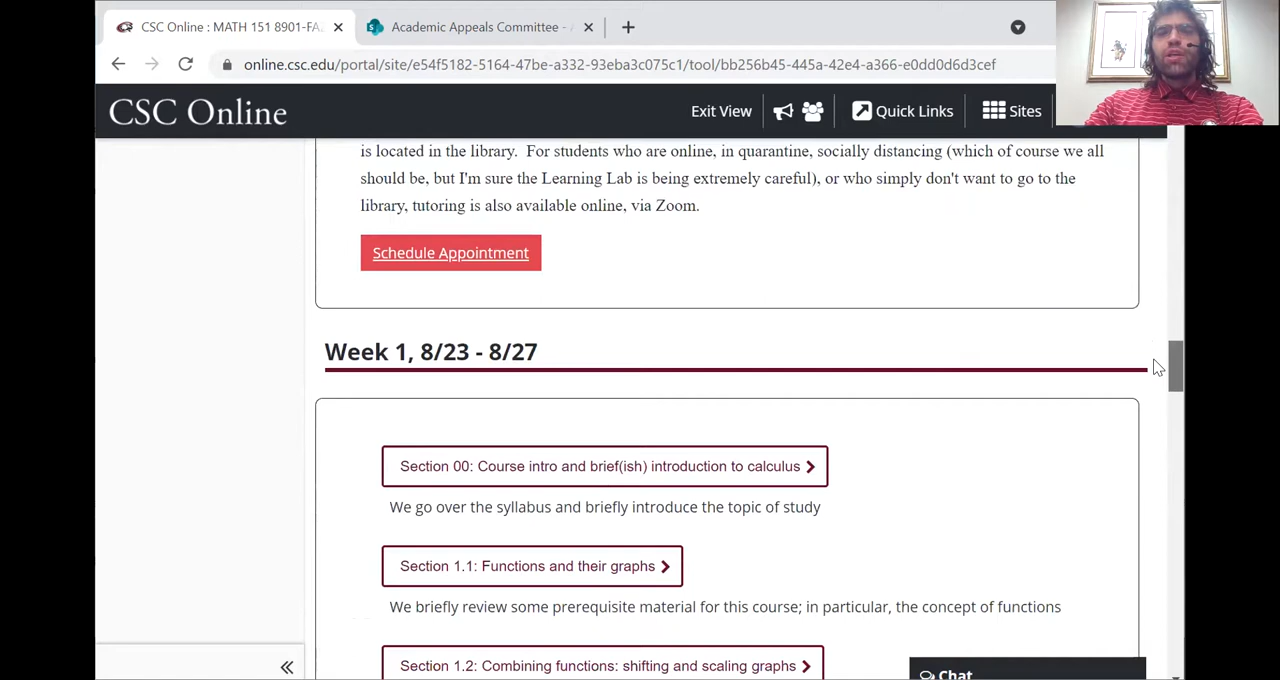 CSC Online : MATH 151 8901-FA
Academic Appeals Committee - A
online.csc.edu/portal/site/e54f5182-5164-47be-a332-93eba3c075c1/tool/bb256b45-445a-42e4-a366-e0dd0d6d3cef
CSC Online
Exit View
Quick Links
Sites
is located in the library. For students who are online, in quarantine, socially distancing (which of course we all
should be, but I'm sure the Learning Lab is being extremely careful), or who simply don't want to go to the
library, tutoring is also available online, via Zoom.
Schedule Appointment
Week 1, 8/23 - 8/27
Section 00: Course intro and brief(ish) introduction to calculus
We go over the syllabus and briefly introduce the topic of study
Section 1.1: Functions and their graphs
We briefly review some prerequisite material for this course; in particular, the concept of functions
Section 1.2: Combining functions: shifting and scaling graphs
Chat